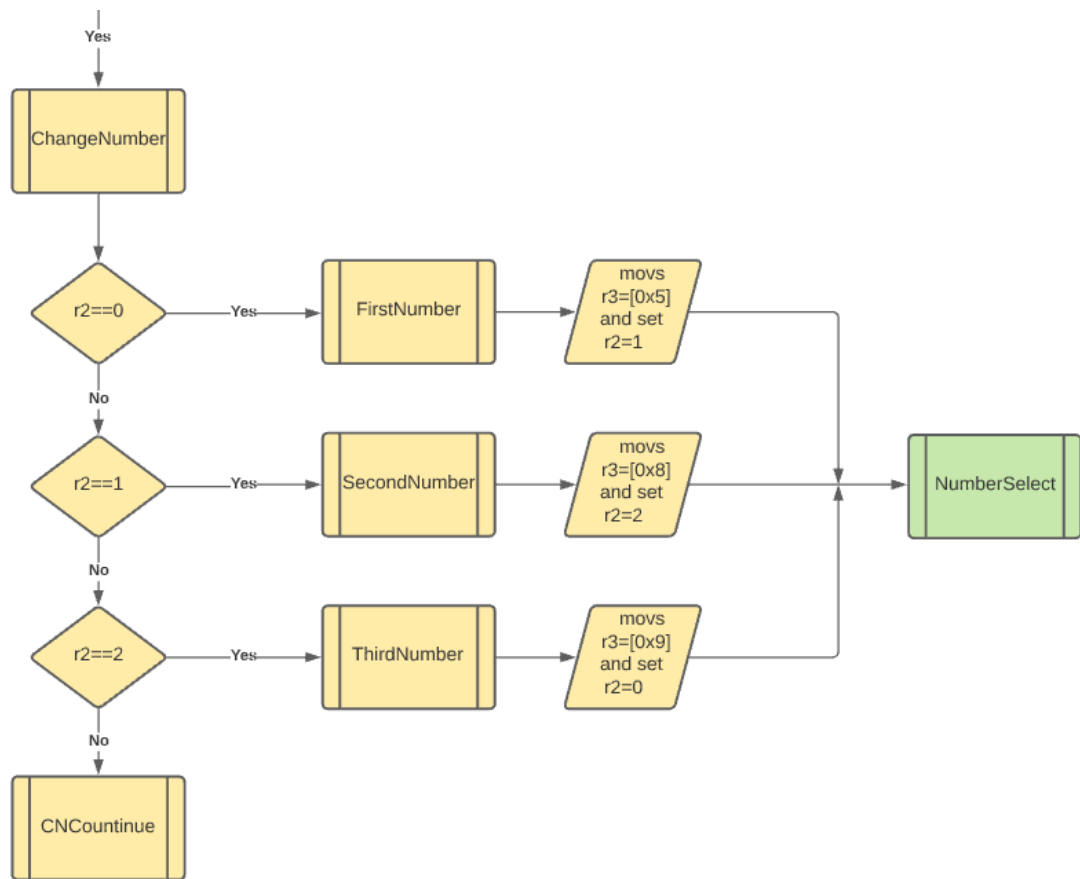 Yes
ChangeNumber
r2==0
Yes
FirstNumber
movs
r3=[0x5]
and set
r2=1
No
r2==1
Yes
SecondNumber
movs
r3=[0x8]
and set
r2=2
NumberSelect
No
r2==2
Yes
ThirdNumber
movs
r3=[0x9]
and set
r2=0
No
CNCountinue